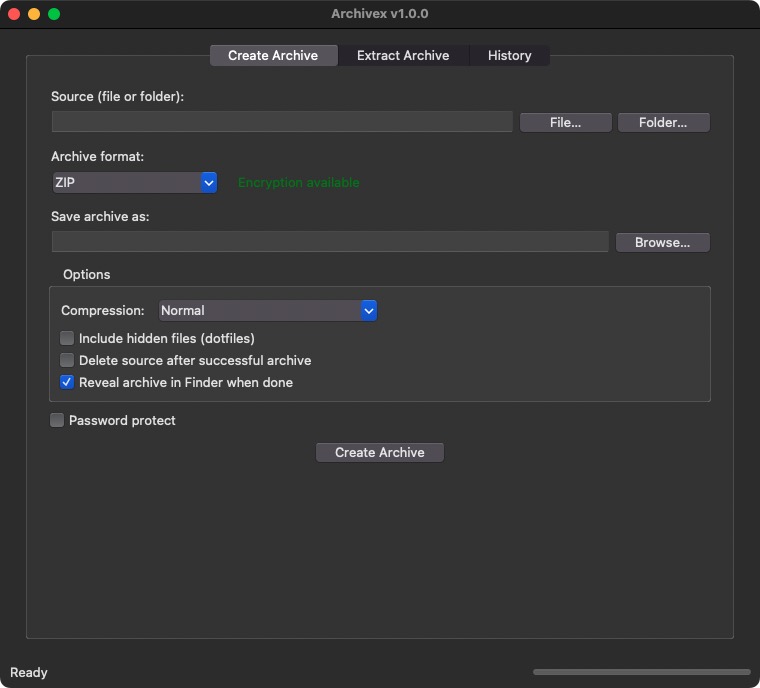 Archivex v1.0.0
Create Archive Extract Archive History
Source (file or folder):
File... Folder...
Archive format:
ZIP Encryption available
Save archive as:
Browse...
Options
Compression: Normal
Include hidden files (dotfiles)
Delete source after successful archive
Reveal archive in Finder when done
Password protect
Create Archive
Ready